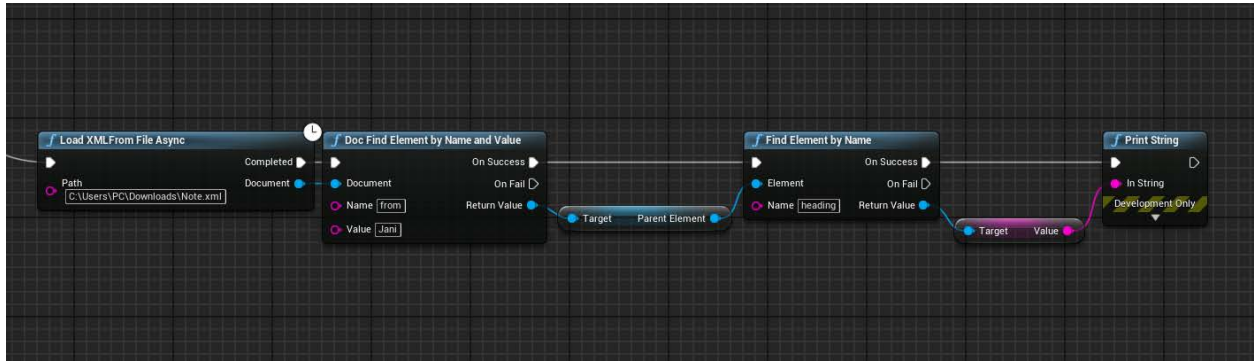 f Load XMLFrom File Async
Completed
Path
C:\Users\PC\Downloads\Note.xml
Document
f Doc Find Element by Name and Value
On Success
Document
On Fail
Name from
Return Value
Value Jani
Target Parent Element
f Find Element by Name
On Success
Element
On Fail
Name heading
Return Value
Target Value
f Print String
In String
Development Only